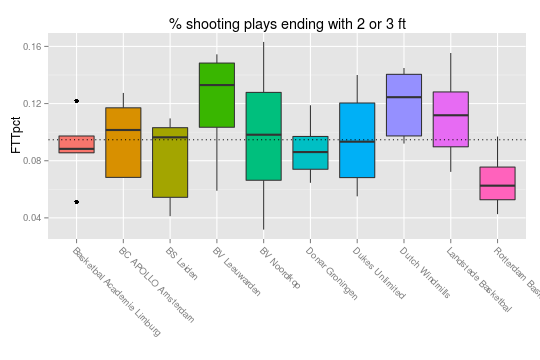 % shooting plays ending with 2 or 3 ft
FTTpct
0.16
0.12
0.08
0.04
Basketbal Academie Limburg
BC APOLLO Amsterdam
BS Leiden
BV Leeuwarden
BV Noordkop
Donar Groningen
Dukes Unlimited
Dutch Windmills
Landstede Basketbal
Rotterdam